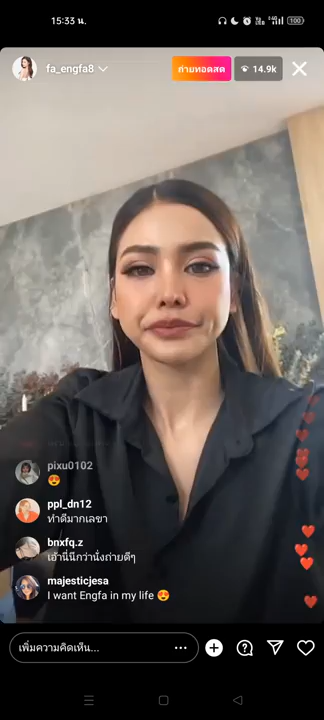 15:33 น.
100
fa_engfa8
ถ่ายทอดสด
14.9k
pixu0102
😍
ppl_dn12
ทำดีมากเลขา
bnxfq.z
เฮ้านี่นึกว่านั่งถ่ายดีๆ
majesticjesa
I want Engfa in my life 😍
เพิ่มความคิดเห็น...